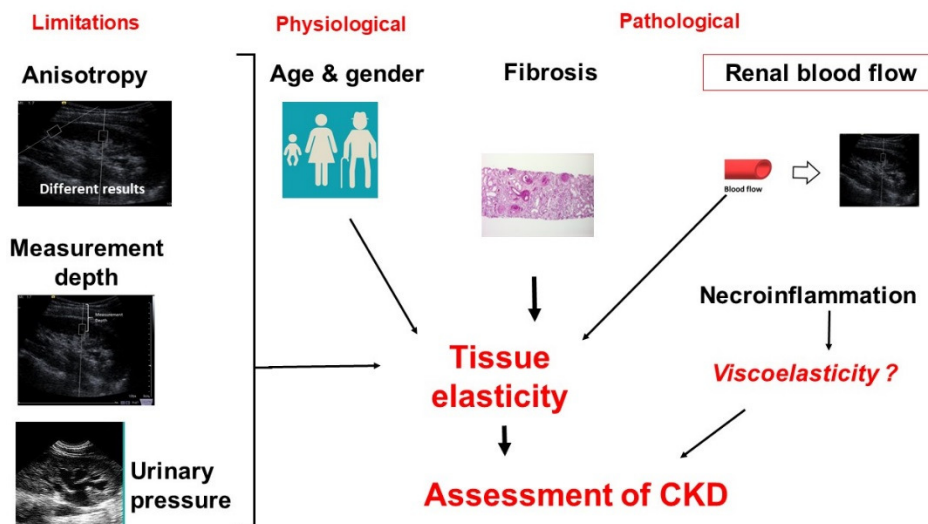 Limitations
Physiological
Pathological
Anisotropy
Different results
Measurement
depth
Measurement
Depth
Urinary
pressure
Age & gender
Fibrosis
Renal blood flow
Blood flow
Necroinflammation
Tissue
elasticity
Viscoelasticity ?
Assessment of CKD